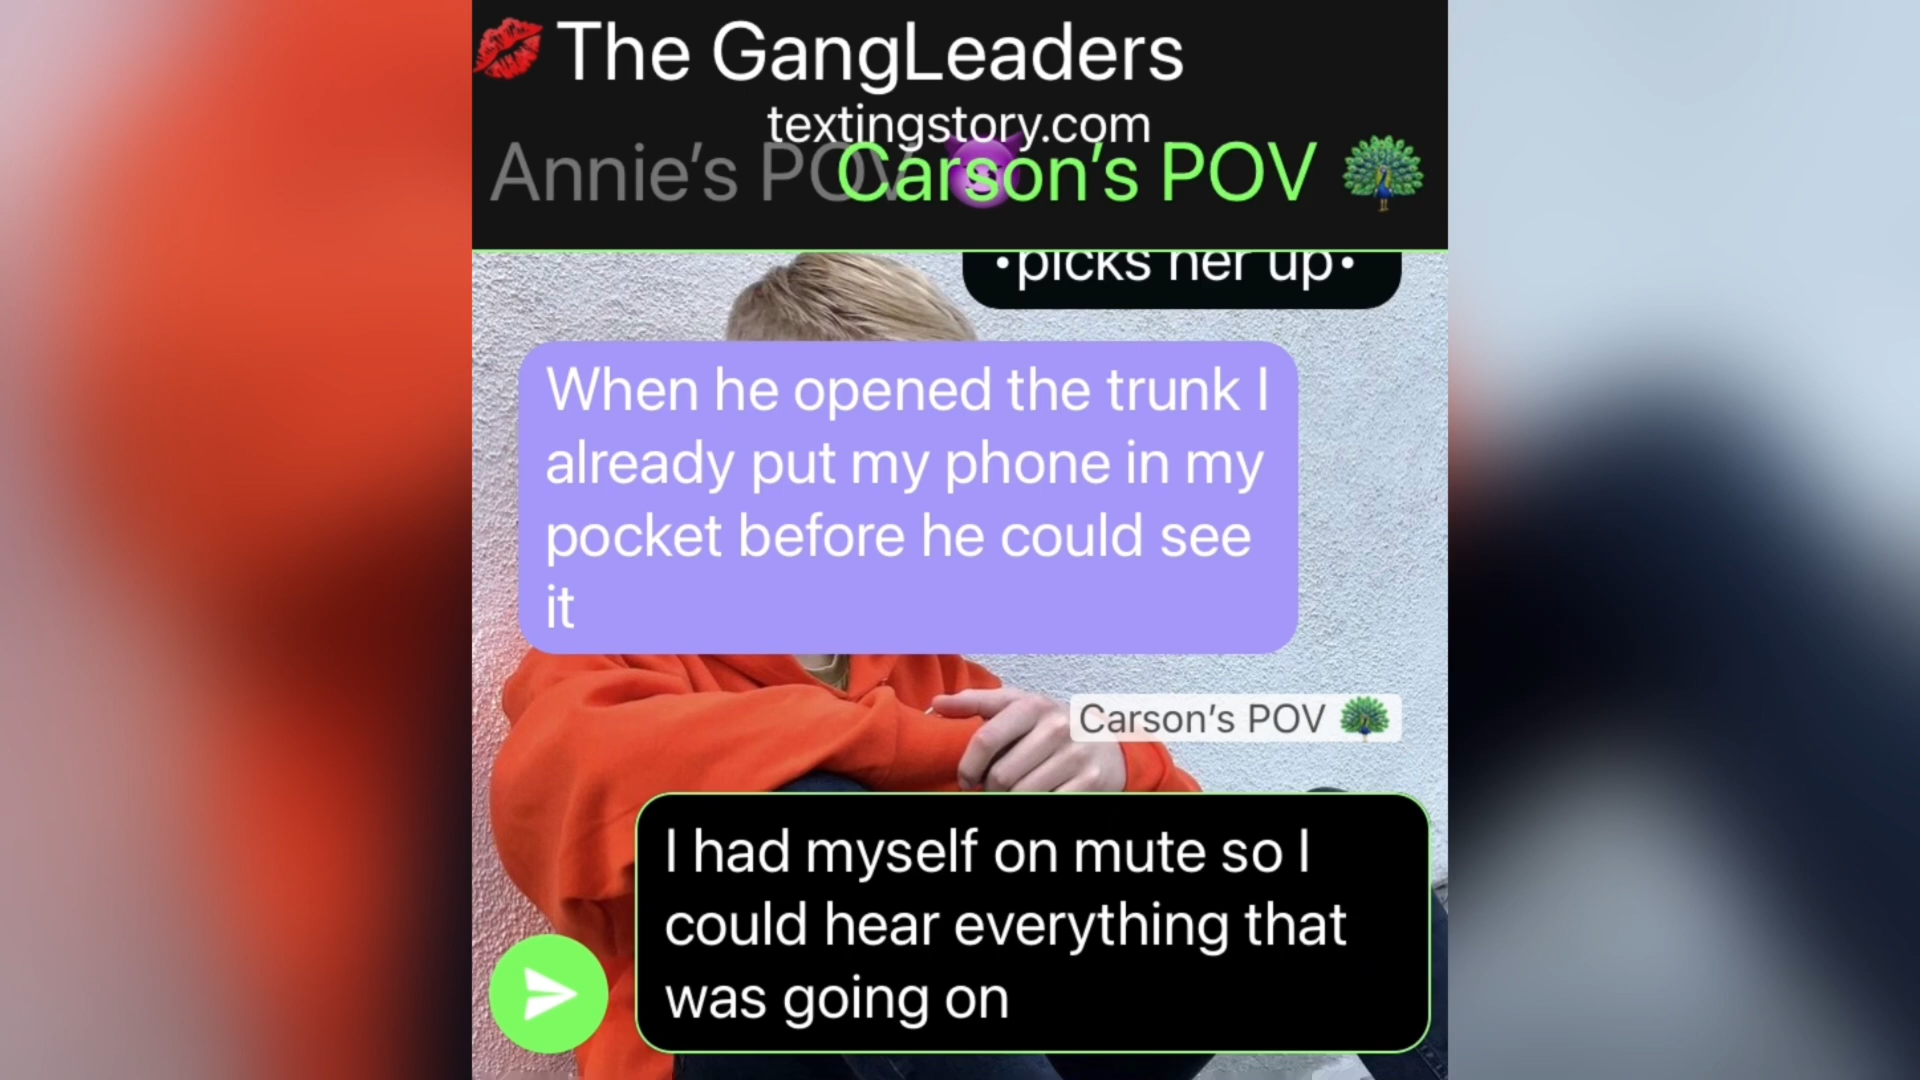 The GangLeaders
textingstory.com
Annie's POV
Carson's POV
•picks her up•
When he opened the trunk I
already put my phone in my
pocket before he could see
it
Carson's POV
I had myself on mute so I
could hear everything that
was going on